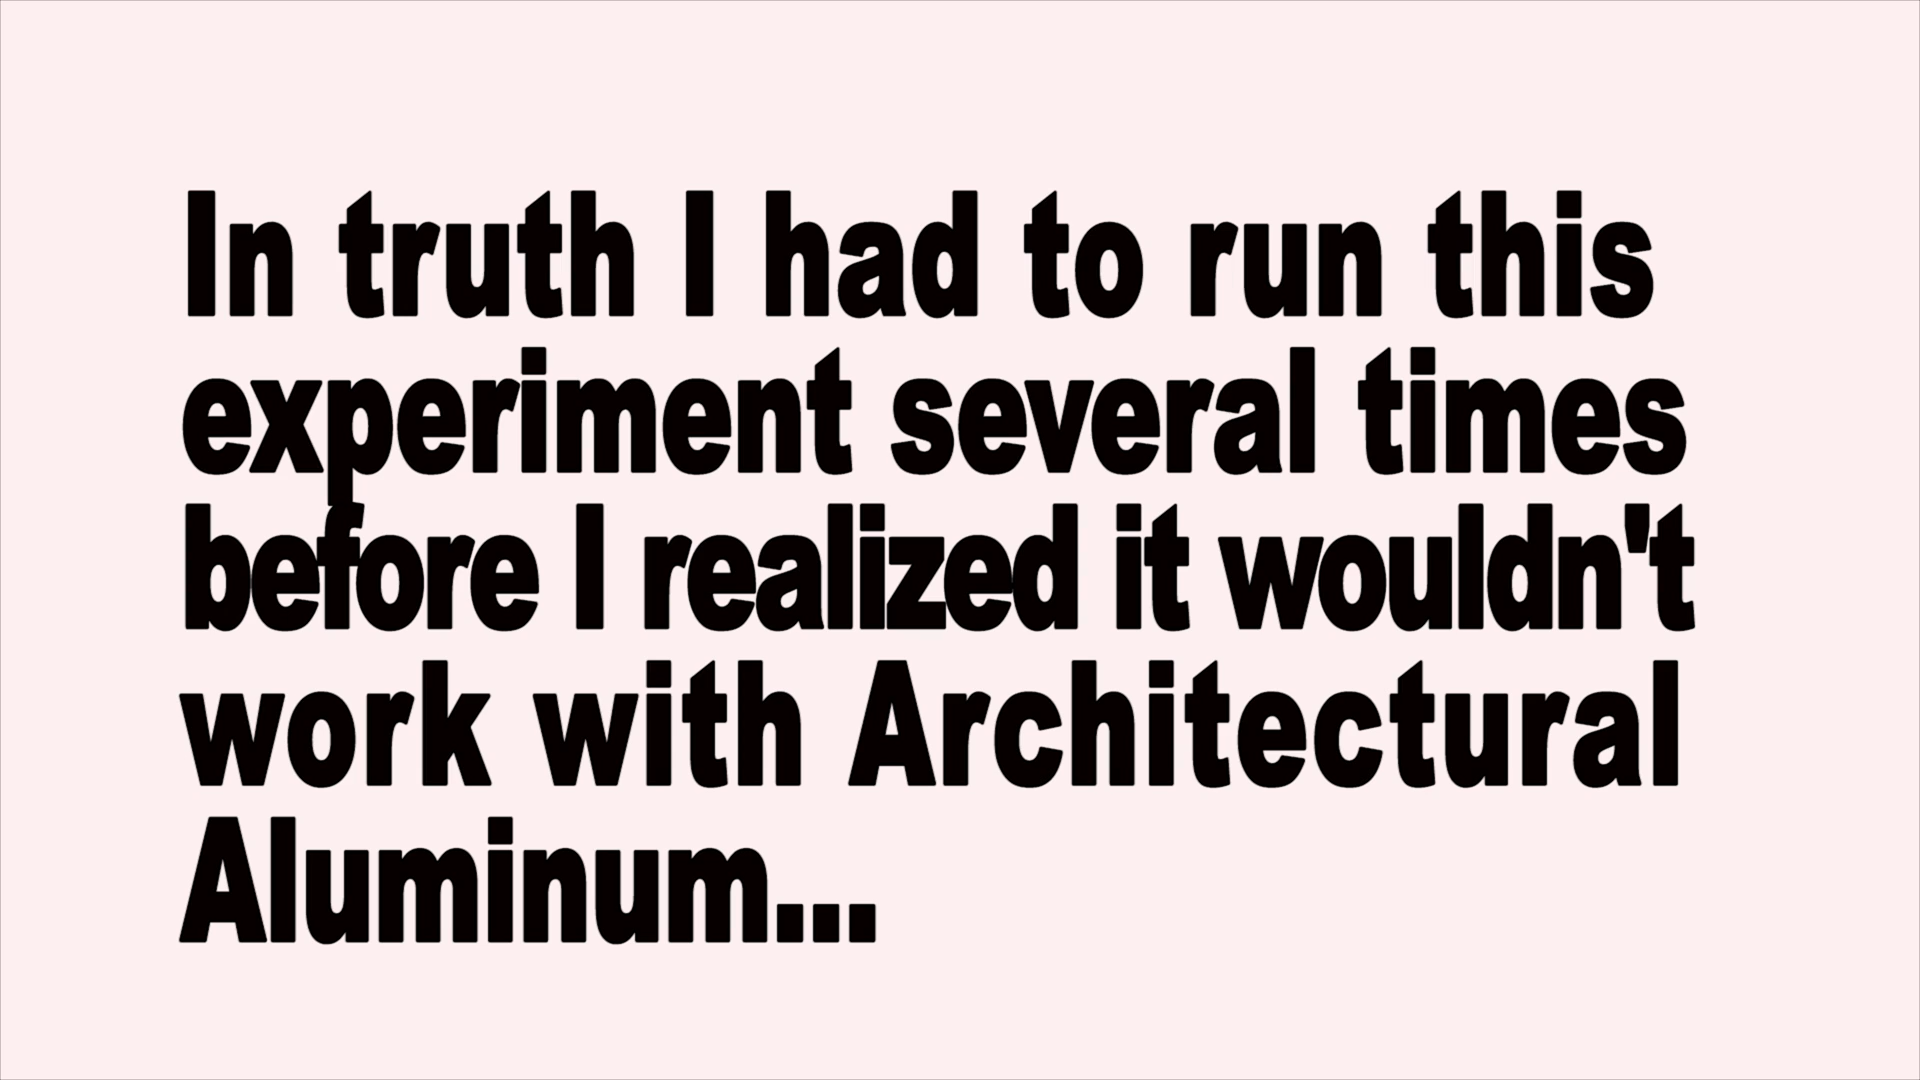 In truth I had to run this
experiment several times
before I realized it wouldn't
work with Architectural
Aluminum...